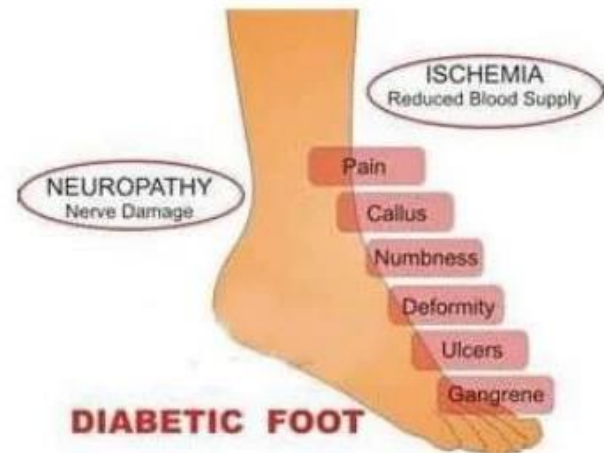 ISCHEMIA
Reduced Blood Supply
NEUROPATHY
Nerve Damage
Pain
Callus
Numbness
Deformity
Ulcers
Gangrene
DIABETIC FOOT